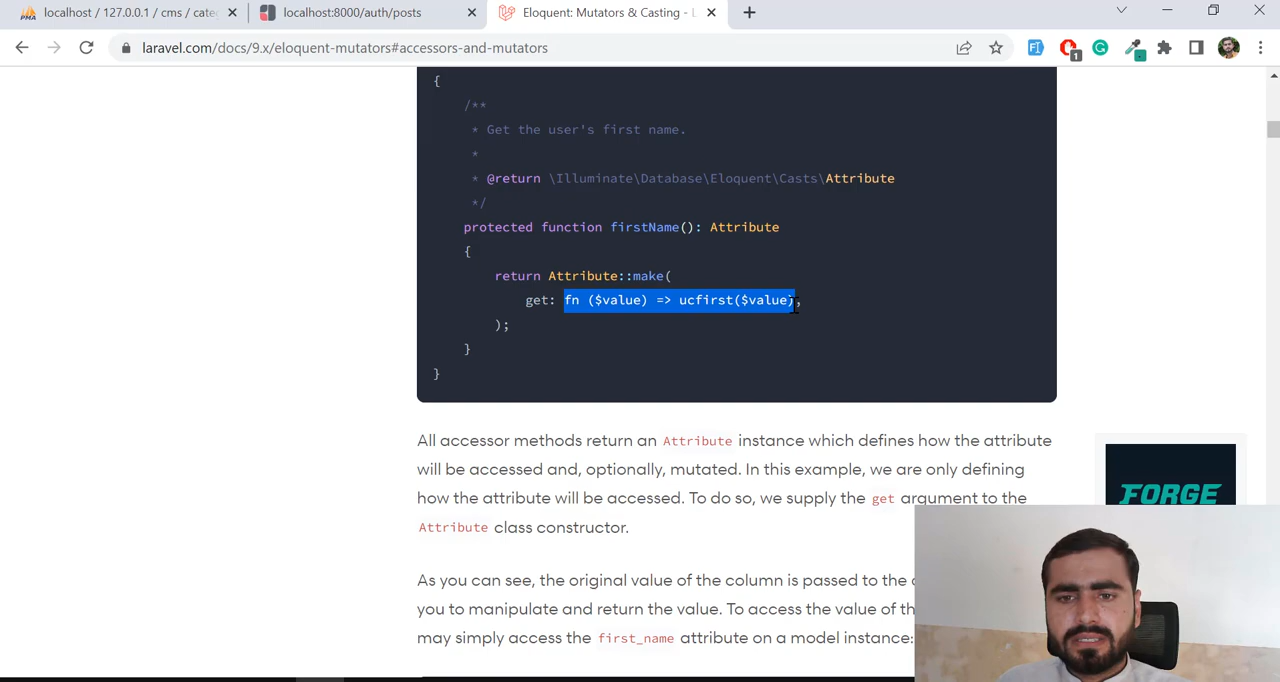 localhost / 127.0.0.1 / cms / cate
localhost:8000/auth/posts
Eloquent: Mutators & Casting - L
laravel.com/docs/9.x/eloquent-mutators#accessors-and-mutators
{
/**
* Get the user's first name.
*
* @return \Illuminate\Database\Eloquent\Casts\Attribute
*/
protected function firstName(): Attribute
{
return Attribute::make(
get: fn ($value) => ucfirst($value),
);
}
}
All accessor methods return an Attribute instance which defines how the attribute
will be accessed and, optionally, mutated. In this example, we are only defining
how the attribute will be accessed. To do so, we supply the get argument to the
Attribute class constructor.
FORGE
As you can see, the original value of the column is passed to the
you to manipulate and return the value. To access the value of the
may simply access the first_name attribute on a model instance: